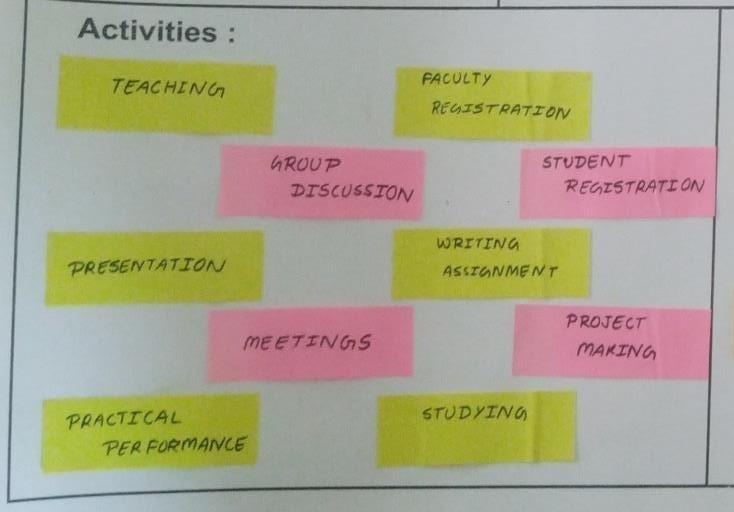 Activities :
TEACHING
FACULTY
REGISTRATION
GROUP
DISCUSSION
STUDENT
REGISTRATION
PRESENTATION
WRITING
ASSIGNMENT
MEETINGS
PROJECT
MAKING
PRACTICAL
PERFORMANCE
STUDYING